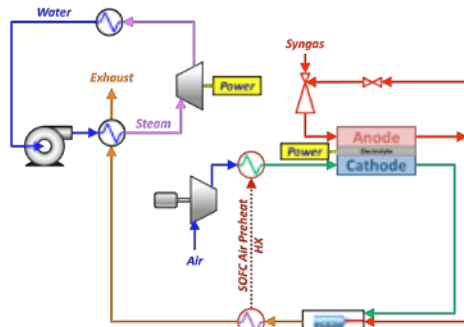 Water
Syngas
Exhaust
Power
Steam
Anode
Power
Electrolyte
Cathode
SOFC Air Preheat
HX
Air